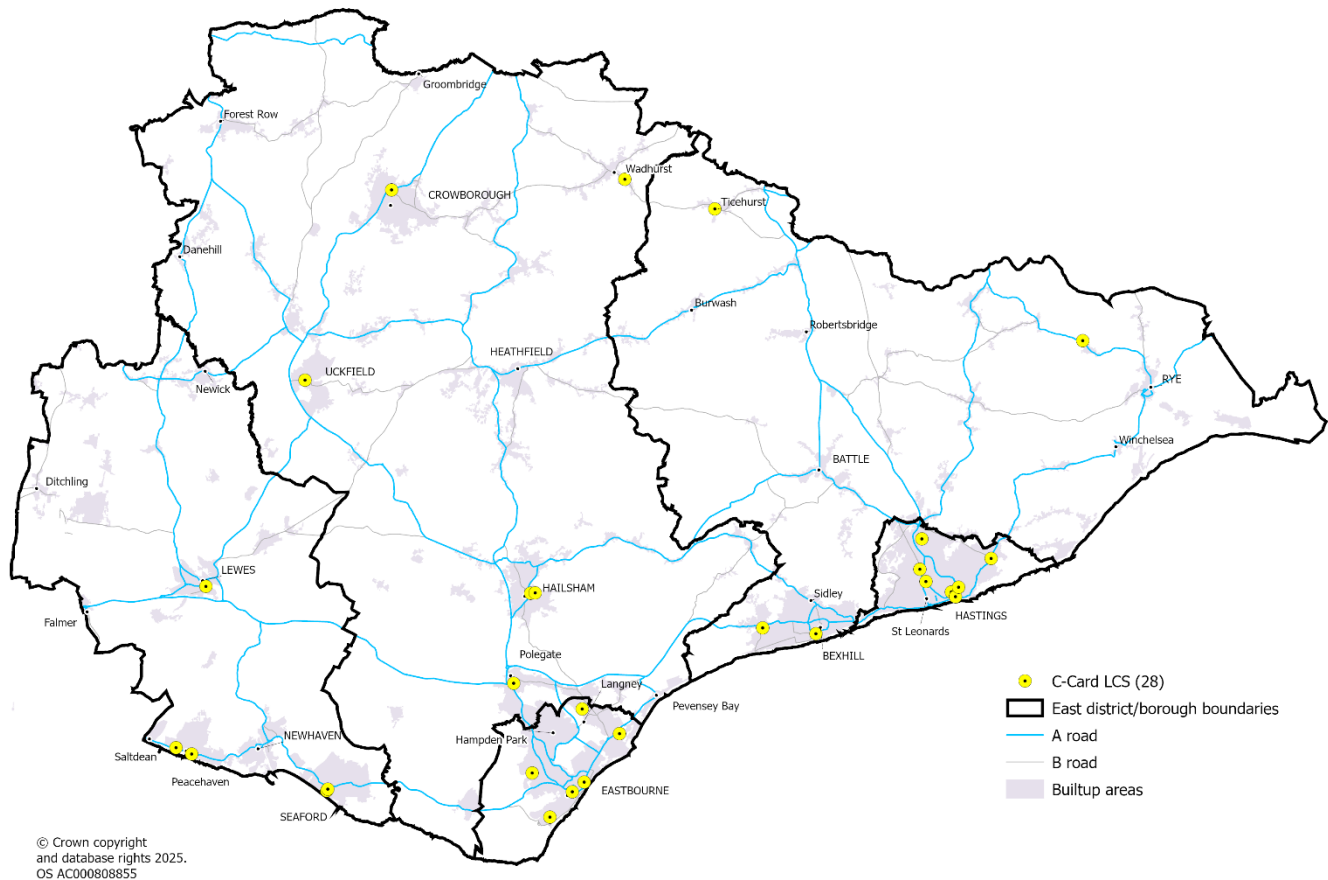 Groombridge
Forest Row
Wadhurst
CROWBOROUGH
Ticehurst
Danehill
Burwash
Robertsbridge
HEATHFIELD
UCKFIELD
RYE
Newick
Winchelsea
BATTLE
Ditchling
LEWES
HAILSHAM
Sidley
HASTINGS
Falmer
St Leonards
BEXHILL
Polegate
Langney
Pevensey Bay
NEWHAVEN
Hampden Park
Saltdean
Peacehaven
EASTBOURNE
SEAFORD
C-Card LCS (28)
East district/borough boundaries
A road
B road
Builtup areas
© Crown copyright
and database rights 2025.
OS AC000808855